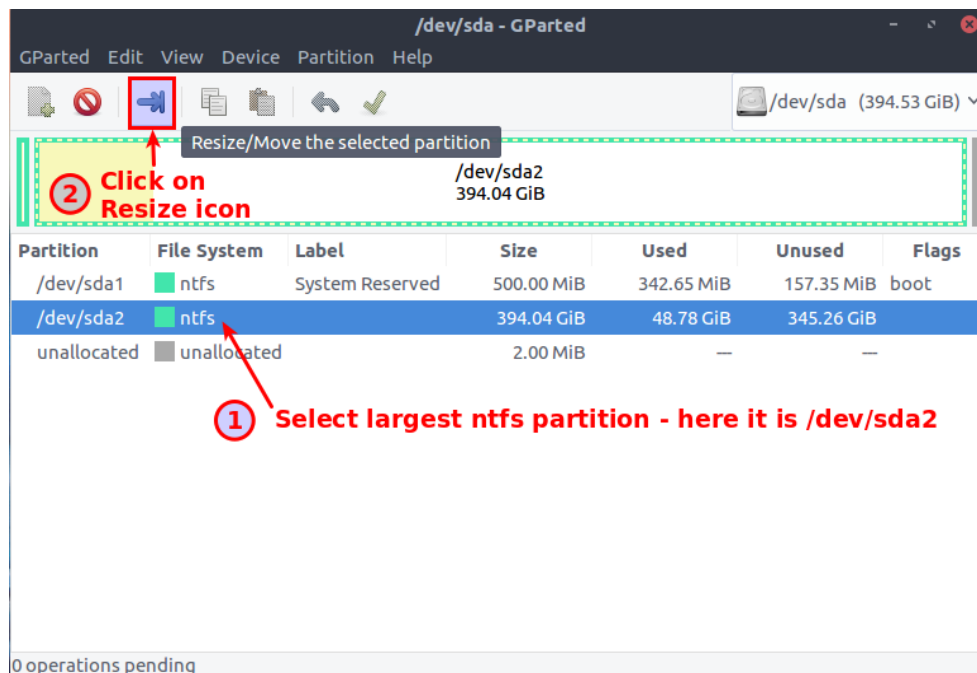 /dev/sda - GParted
GParted Edit View Device Partition Help
/dev/sda (394.53 GiB)
Resize/Move the selected partition
/dev/sda2
394.04 GiB
2 Click on
Resize icon
Partition File System Label Size Used Unused Flags
/dev/sda1 ntfs System Reserved 500.00 MiB 342.65 MiB 157.35 MiB boot
/dev/sda2 ntfs 394.04 GiB 48.78 GiB 345.26 GiB
unallocated unallocated 2.00 MiB --- ---
1 Select largest ntfs partition - here it is /dev/sda2
0 operations pending